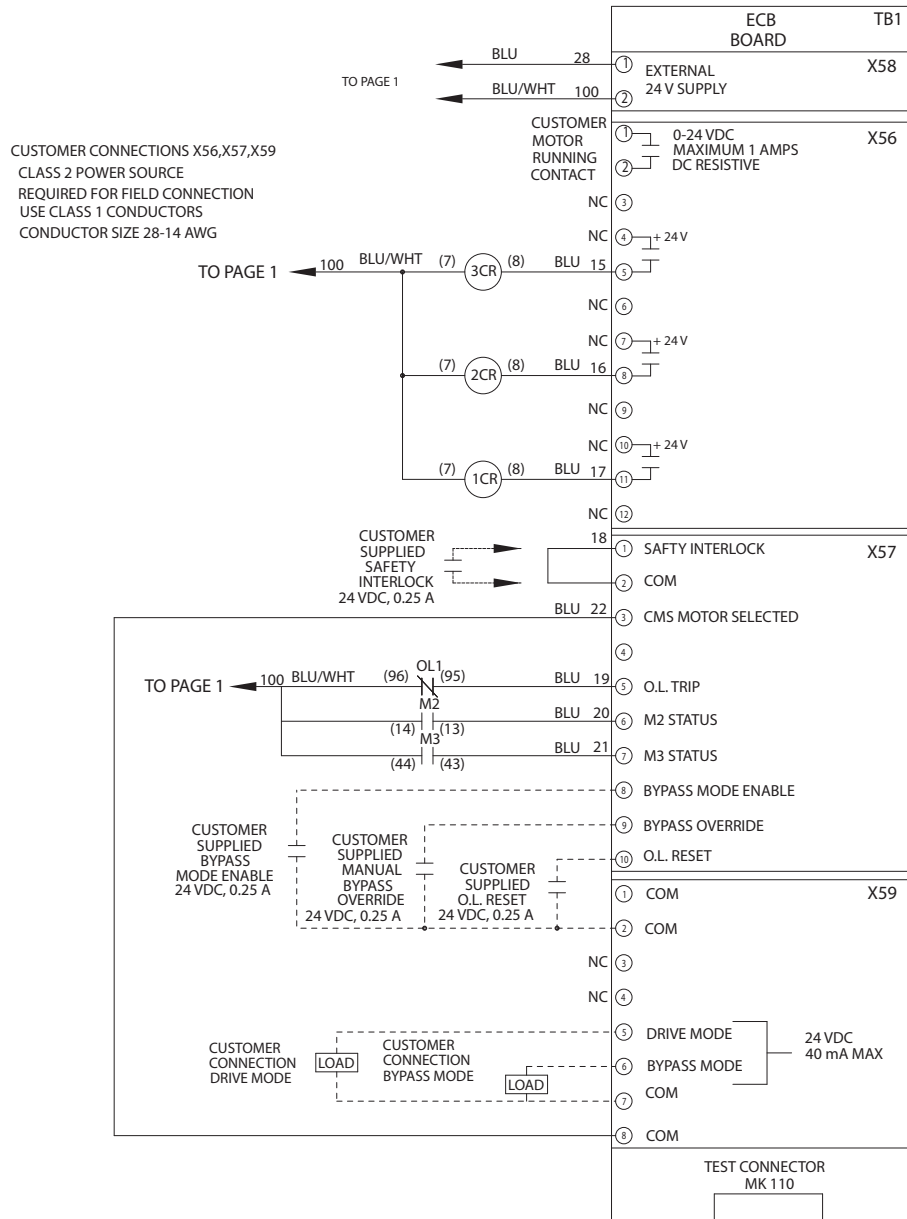 ECB TB1
BOARD
BLU 28 1 EXTERNAL X58
TO PAGE 1
BLU/WHT 100 2 24 V SUPPLY
CUSTOMER CONNECTIONS X56,X57,X59
CLASS 2 POWER SOURCE
REQUIRED FOR FIELD CONNECTION
USE CLASS 1 CONDUCTORS
CONDUCTOR SIZE 28-14 AWG
CUSTOMER
MOTOR
RUNNING
CONTACT
1 0-24 VDC X56
MAXIMUM 1 AMPS
2 DC RESISTIVE
NC 3
NC 4 + 24 V
TO PAGE 1 100 BLU/WHT (7) 3CR (8) BLU 15 5
NC 6
NC 7 + 24 V
(7) 2CR (8) BLU 16 8
NC 9
NC 10 + 24 V
(7) 1CR (8) BLU 17 11
NC 12
CUSTOMER
SUPPLIED
SAFETY
INTERLOCK
24 VDC, 0.25 A
18 1 SAFTY INTERLOCK X57
2 COM
BLU 22 3 CMS MOTOR SELECTED
4
OL1
TO PAGE 1 100 BLU/WHT (96) (95) BLU 19 5 O.L. TRIP
M2
(14) (13) BLU 20 6 M2 STATUS
M3
(44) (43) BLU 21 7 M3 STATUS
8 BYPASS MODE ENABLE
9 BYPASS OVERRIDE
10 O.L. RESET
CUSTOMER
SUPPLIED
BYPASS
MODE ENABLE
24 VDC, 0.25 A
CUSTOMER
SUPPLIED
MANUAL
BYPASS
OVERRIDE
24 VDC, 0.25 A
CUSTOMER
SUPPLIED
O.L. RESET
24 VDC, 0.25 A
1 COM X59
2 COM
NC 3
NC 4
5 DRIVE MODE
6 BYPASS MODE
24 VDC
40 mA MAX
7 COM
CUSTOMER
CONNECTION
DRIVE MODE
LOAD
CUSTOMER
CONNECTION
BYPASS MODE
LOAD
8 COM
TEST CONNECTOR
MK 110